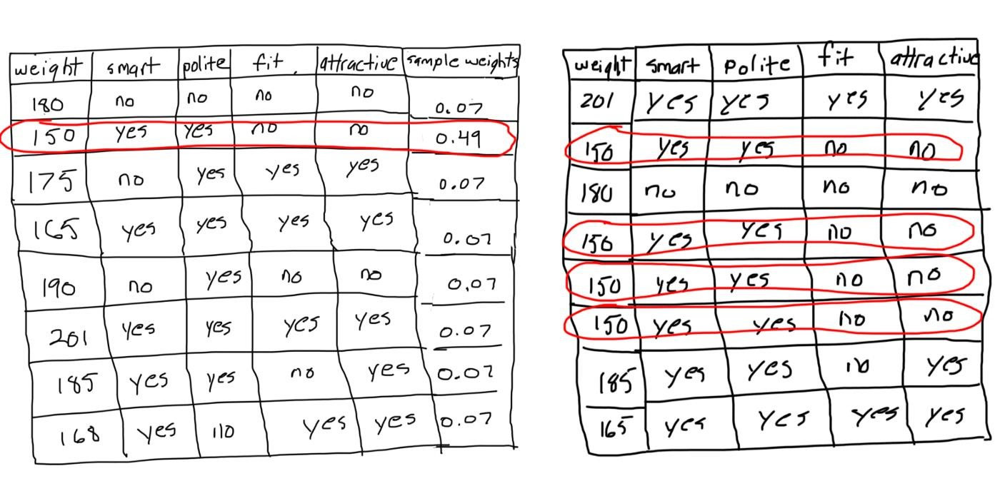 weight smart polite fit attractive sample weights
180 no no no no 0.07
150 yes yes no no 0.49
175 no yes yes yes 0.07
165 yes yes yes yes 0.07
190 no yes no no 0.07
201 yes yes yes yes 0.07
185 yes yes no yes 0.07
168 yes no yes yes 0.07
weight smart polite fit attractive
201 yes yes yes yes
150 yes yes no no
180 no no no no
150 yes yes no no
150 yes yes no no
150 yes yes no no
185 yes yes no yes
165 yes yes yes yes